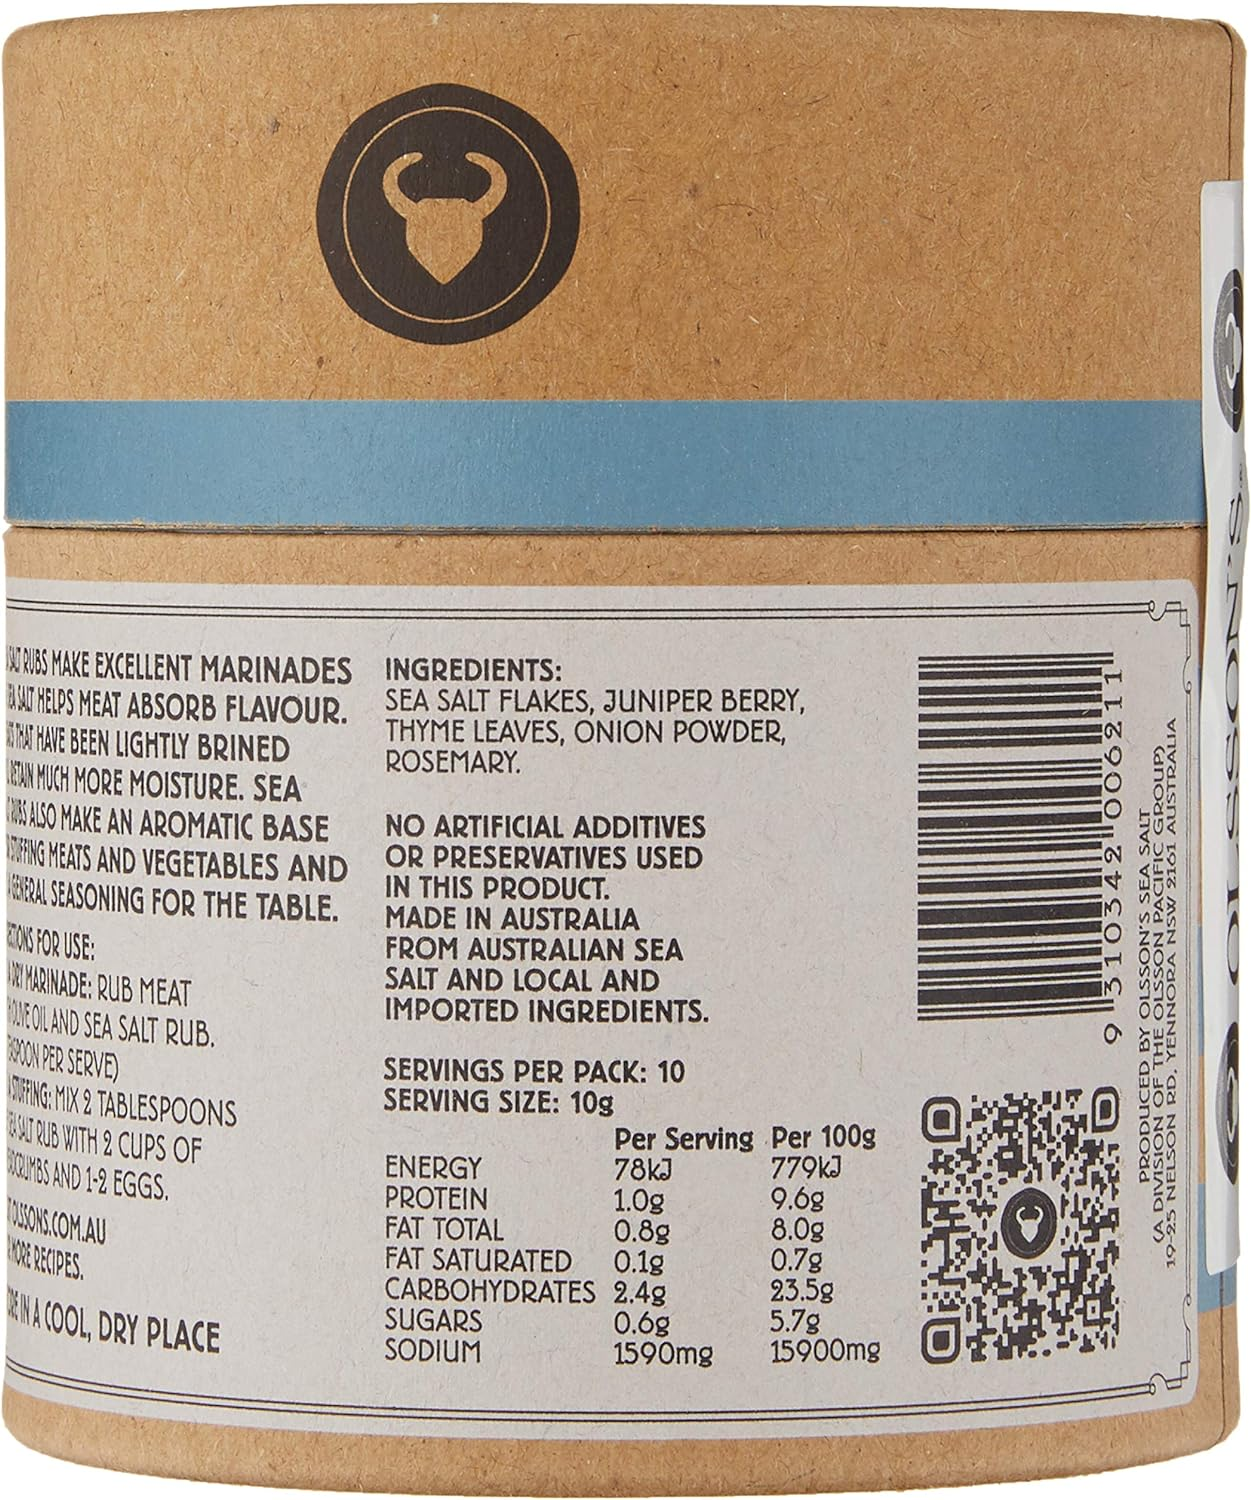 SALT RUBS MAKE EXCELLENT MARINADES
SEA SALT HELPS MEAT ABSORB FLAVOUR.
THAT HAVE BEEN LIGHTLY BRINED
RETAIN MUCH MORE MOISTURE. SEA
RUBS ALSO MAKE AN AROMATIC BASE
STUFFING MEATS AND VEGETABLES AND
GENERAL SEASONING FOR THE TABLE.
FOR USE:
DRY MARINADE: RUB MEAT
OLIVE OIL AND SEA SALT RUB.
PER SERVE)
STUFFING: MIX 2 TABLESPOONS
SEA SALT RUB WITH 2 CUPS OF
AND 1-2 EGGS.
OLSSONS.COM.AU
MORE RECIPES.
IN A COOL, DRY PLACE
INGREDIENTS:
SEA SALT FLAKES, JUNIPER BERRY,
THYME LEAVES, ONION POWDER,
ROSEMARY.
NO ARTIFICIAL ADDITIVES
OR PRESERVATIVES USED
IN THIS PRODUCT.
MADE IN AUSTRALIA
FROM AUSTRALIAN SEA
SALT AND LOCAL AND
IMPORTED INGREDIENTS.
SERVINGS PER PACK: 10
SERVING SIZE: 10g
Per Serving Per 100g
ENERGY 78kJ 779kJ
PROTEIN 1.0g 9.6g
FAT TOTAL 0.8g 8.0g
FAT SATURATED 0.1g 0.7g
CARBOHYDRATES 2.4g 23.5g
SUGARS 0.6g 5.7g
SODIUM 1590mg 15900mg
9 310342 006211
PRODUCED BY OLSSON'S SEA SALT
(A DIVISION OF THE OLSSON PACIFIC GROUP)
19-25 NELSON RD, YENNORA NSW 2161 AUSTRALIA
OLSSON'S®